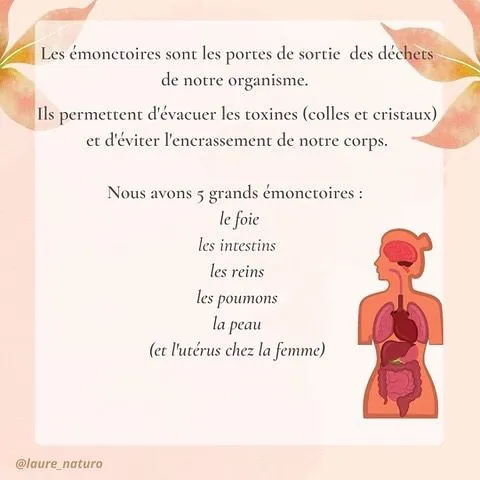 Les émonctoires sont les portes de sortie des déchets
de notre organisme.
Ils permettent d'évacuer les toxines (colles et cristaux)
et d'éviter l'encrassement de notre corps.
Nous avons 5 grands émonctoires :
le foie
les intestins
les reins
les poumons
la peau
(et l'utérus chez la femme)
@laure_naturo